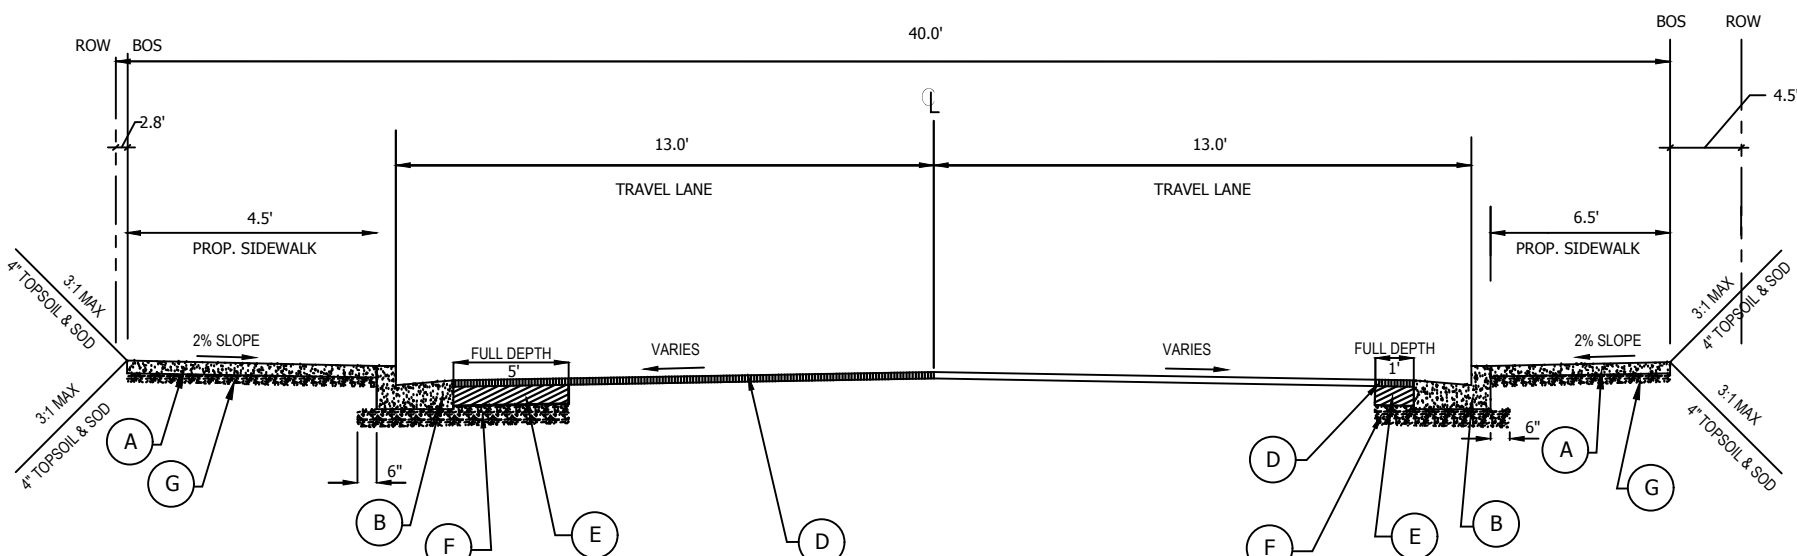 BOS ROW
40.0'
ROW BOS
℄
4.5'
2.8'
13.0' 13.0'
TRAVEL LANE TRAVEL LANE
4.5' 6.5'
PROP. SIDEWALK PROP. SIDEWALK
3:1 MAX
4" TOPSOIL & SOD
3:1 MAX
4" TOPSOIL & SOD
2% SLOPE FULL DEPTH VARIES VARIES FULL DEPTH 2% SLOPE
5' 1'
3:1 MAX
4" TOPSOIL & SOD
3:1 MAX
4" TOPSOIL & SOD
A 6" D 6" A
G G
B F E D F E B